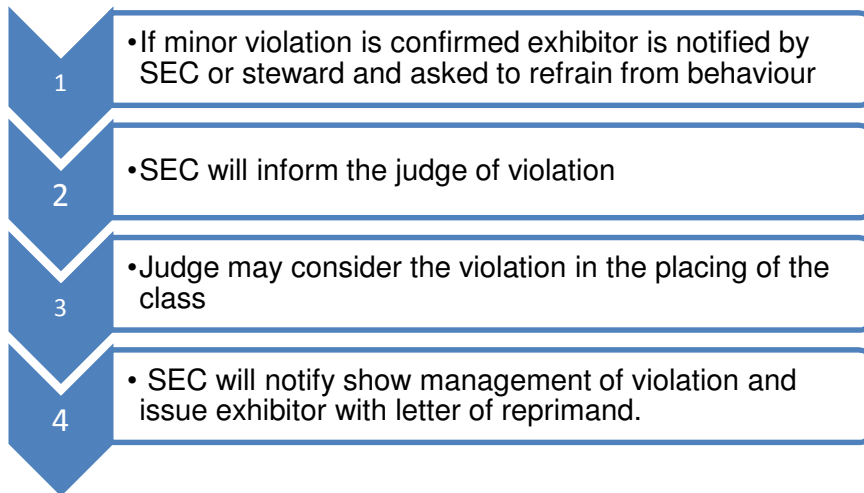 1
•If minor violation is confirmed exhibitor is notified by
SEC or steward and asked to refrain from behaviour
2
•SEC will inform the judge of violation
3
•Judge may consider the violation in the placing of the
class
4
• SEC will notify show management of violation and
issue exhibitor with letter of reprimand.